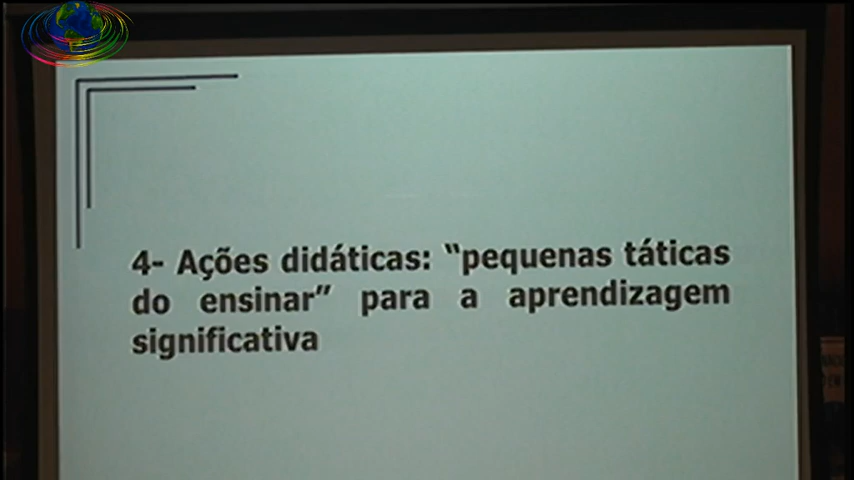 4- Ações didáticas: “pequenas táticas
do ensinar” para a aprendizagem
significativa